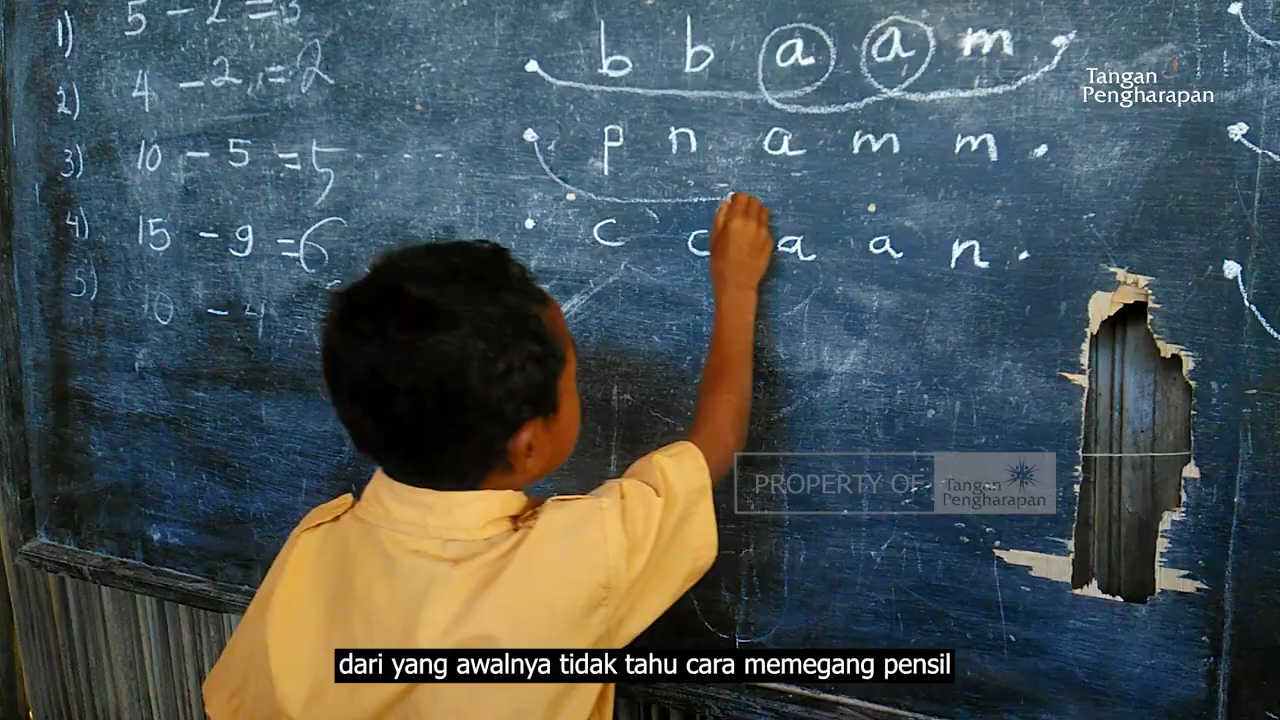 1) 5 - 2 = 3
2) 4 - 2 = 2
3) 10 - 5 = 5
4) 15 - 9 = 6
5) 10 - 4
b b a a m
p n a m m
c c a a n
Tangan
Pengharapan
PROPERTY OF
Tangan
Pengharapan
dari yang awalnya tidak tahu cara memegang pensil